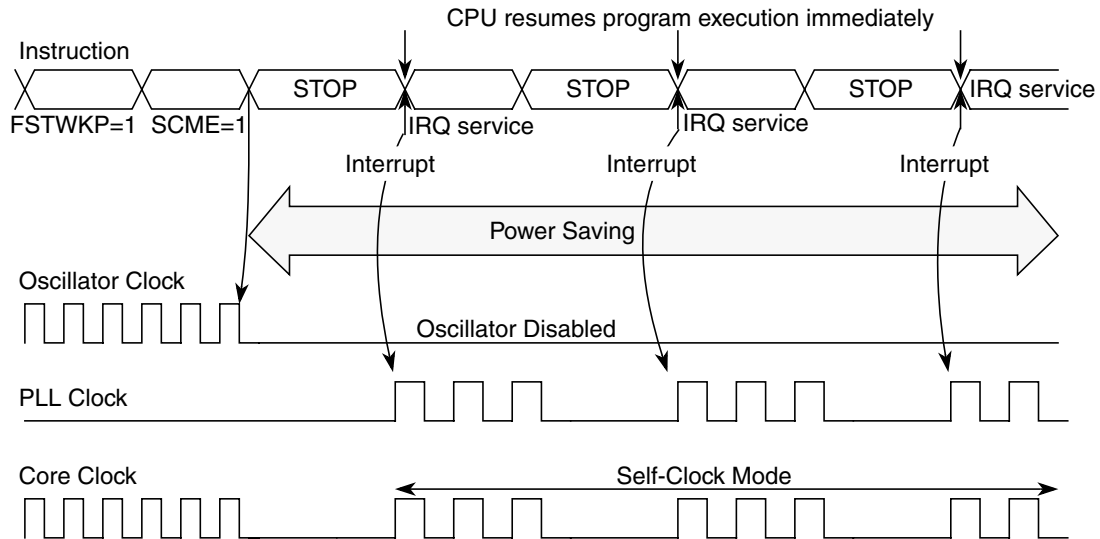 CPU resumes program execution immediately
Instruction
STOP
STOP
STOP
IRQ service
FSTWKP=1
SCME=1
IRQ service
IRQ service
Interrupt
Interrupt
Interrupt
Power Saving
Oscillator Clock
Oscillator Disabled
PLL Clock
Core Clock
Self-Clock Mode